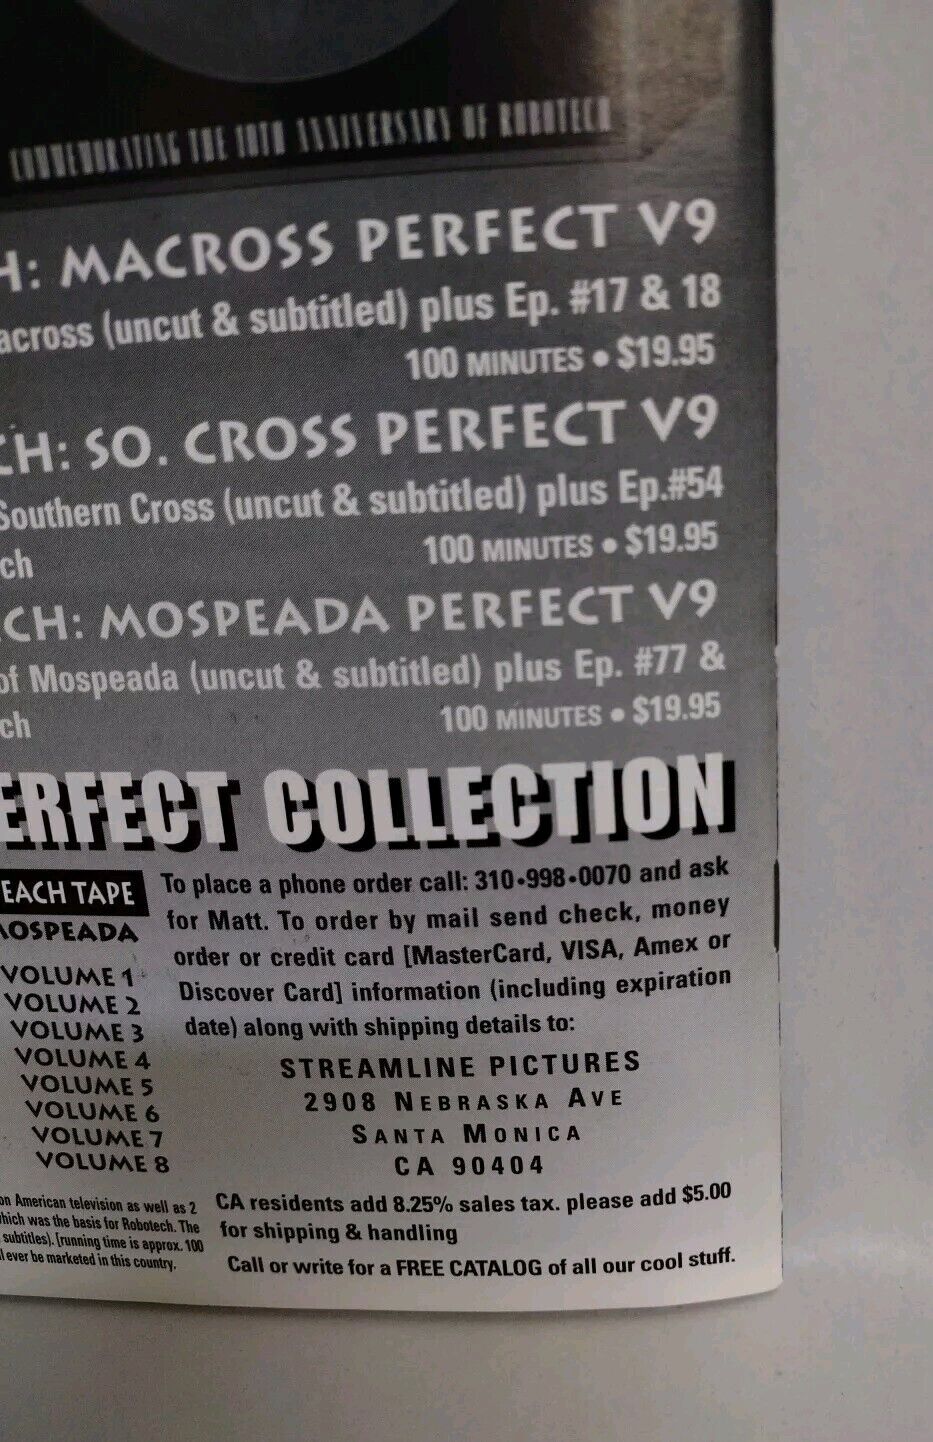 COMMEMORATING THE 10TH ANNIVERSARY OF ROBOTECH
H: MACROSS PERFECT V9
across (uncut & subtitled) plus Ep. #17 & 18
100 MINUTES • $19.95
CH: SO. CROSS PERFECT V9
Southern Cross (uncut & subtitled) plus Ep.#54
ch 100 MINUTES • $19.95
CH: MOSPEADA PERFECT V9
of Mospeada (uncut & subtitled) plus Ep. #77 &
ch 100 MINUTES • $19.95
ERFECT COLLECTION
EACH TAPE
MOSPEADA
VOLUME 1
VOLUME 2
VOLUME 3
VOLUME 4
VOLUME 5
VOLUME 6
VOLUME 7
VOLUME 8
on American television as well as 2
which was the basis for Robotech. The
subtitles). [running time is approx. 100
l ever be marketed in this country.
To place a phone order call: 310•998•0070 and ask
for Matt. To order by mail send check, money
order or credit card [MasterCard, VISA, Amex or
Discover Card] information (including expiration
date) along with shipping details to:
STREAMLINE PICTURES
2908 NEBRASKA AVE
SANTA MONICA
CA 90404
CA residents add 8.25% sales tax. please add $5.00
for shipping & handling
Call or write for a FREE CATALOG of all our cool stuff.